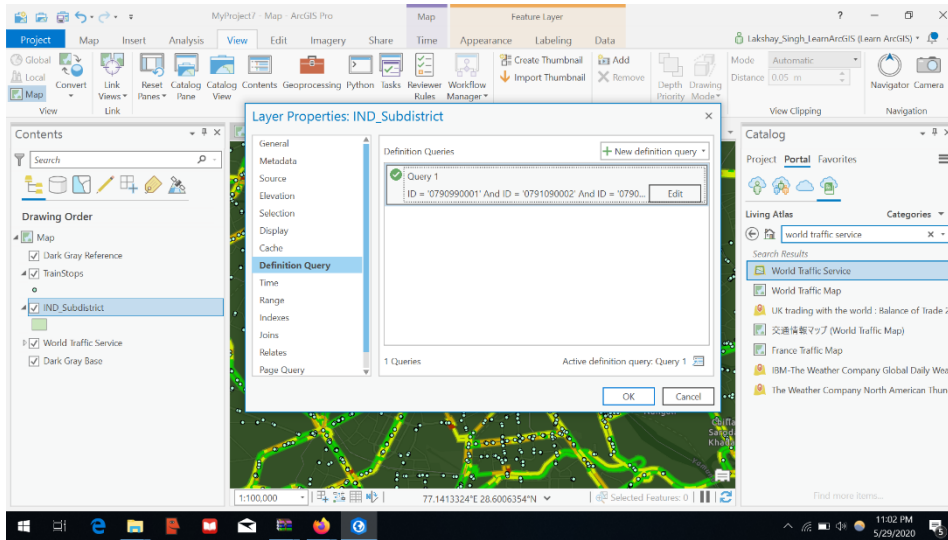 MyProject7 - Map - ArcGIS Pro
Map
Feature Layer
?
Project
Map
Insert
Analysis
View
Edit
Imagery
Share
Time
Appearance
Labeling
Data
Lakshay_Singh_LearnArcGIS (Learn ArcGIS)
Global
Local
Map
Convert
Link Views
Reset Panes
Catalog Pane
Catalog View
Contents
Geoprocessing
Python
Tasks
Reviewer Rules
Workflow Manager
Create Thumbnail
Import Thumbnail
Add
Remove
Depth Priority
Drawing Mode
Mode
Automatic
Distance
0.05 m
Navigator
Camera
View
Link
View Clipping
Navigation
Contents
Search
Drawing Order
Map
Dark Gray Reference
TrainStops
IND_Subdistrict
World Traffic Service
Dark Gray Base
Layer Properties: IND_Subdistrict
General
Metadata
Source
Elevation
Selection
Display
Cache
Definition Query
Time
Range
Indexes
Joins
Relates
Page Query
Definition Queries
New definition query
Query 1
ID = '0790990001' And ID = '0791090002' And ID = '0790...
Edit
1 Queries
Active definition query: Query 1
OK
Cancel
Catalog
Project
Portal
Favorites
Living Atlas
Categories
world traffic service
Search Results
World Traffic Service
World Traffic Map
UK trading with the world : Balance of Trade 2
交通情報マップ (World Traffic Map)
France Traffic Map
IBM-The Weather Company Global Daily Wea
The Weather Company North American Thun
Find more items...
1:100,000
77.1413324°E 28.6006354°N
Selected Features: 0
11:02 PM
5/29/2020
5